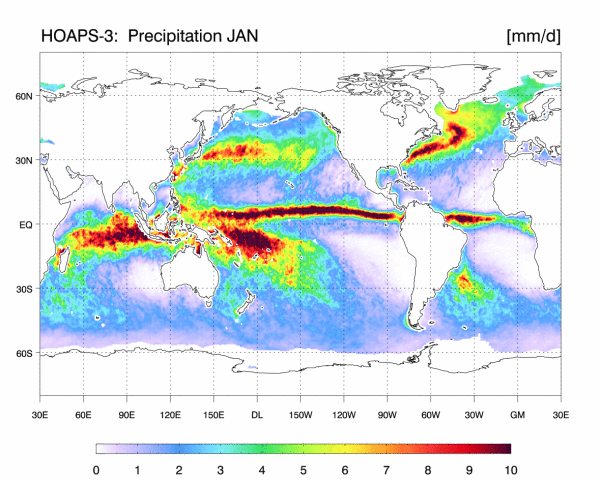 HOAPS-3: Precipitation JAN [mm/d]
60N
30N
EQ
30S
60S
30E 60E 90E 120E 150E DL 150W 120W 90W 60W 30W GM 30E
0 1 2 3 4 5 6 7 8 9 10